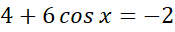 4 + 6 cos x = −2